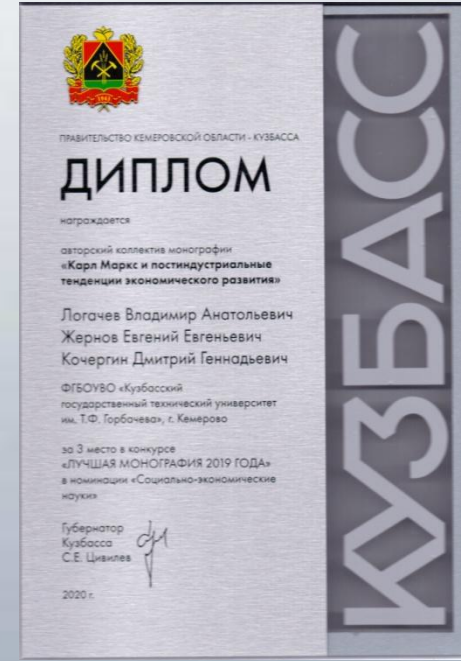 1943
ПРАВИТЕЛЬСТВО КЕМЕРОВСКОЙ ОБЛАСТИ - КУЗБАССА
ДИПЛОМ
награждается
авторский коллектив монографии
«Карл Маркс и постиндустриальные
тенденции экономического развития»
Логачев Владимир Анатольевич
Жернов Евгений Евгеньевич
Кочергин Дмитрий Геннадьевич
ФГБОУВО «Кузбасский
государственный технический университет
им. Т.Ф. Горбачева», г. Кемерово
за 3 место в конкурсе
«ЛУЧШАЯ МОНОГРАФИЯ 2019 ГОДА»
в номинации «Социально-экономические
науки»
Губернатор
Кузбасса
С.Е. Цивилев
2020 г.
КУЗБАСС